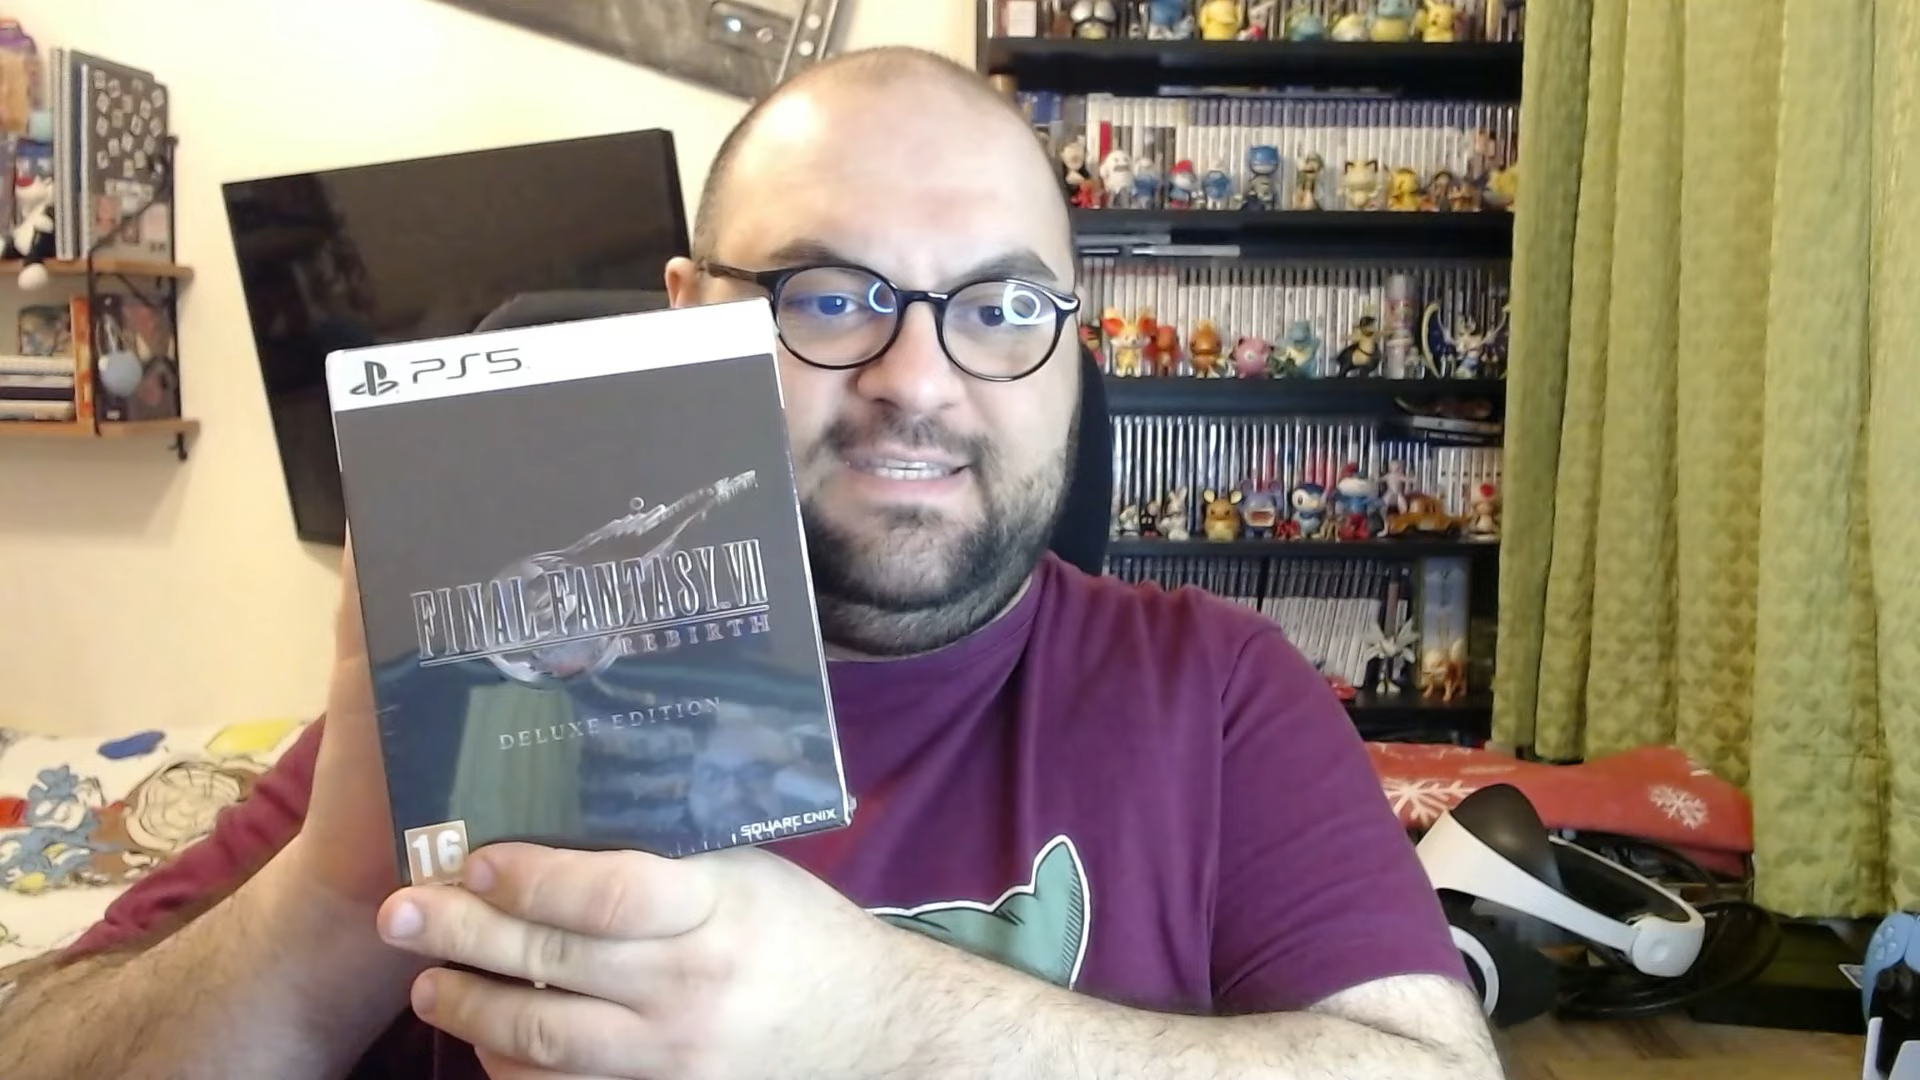 PS5
FINAL FANTASY VII
REBIRTH
DELUXE EDITION
SQUARE ENIX
16